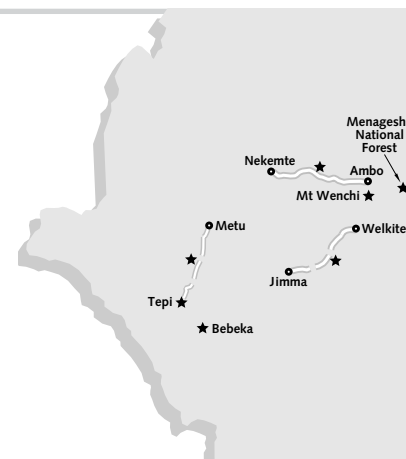 Menagesh
National
Forest
Nekemte
Ambo
Mt Wenchi
Metu
Welkite
Jimma
Tepi
Bebeka